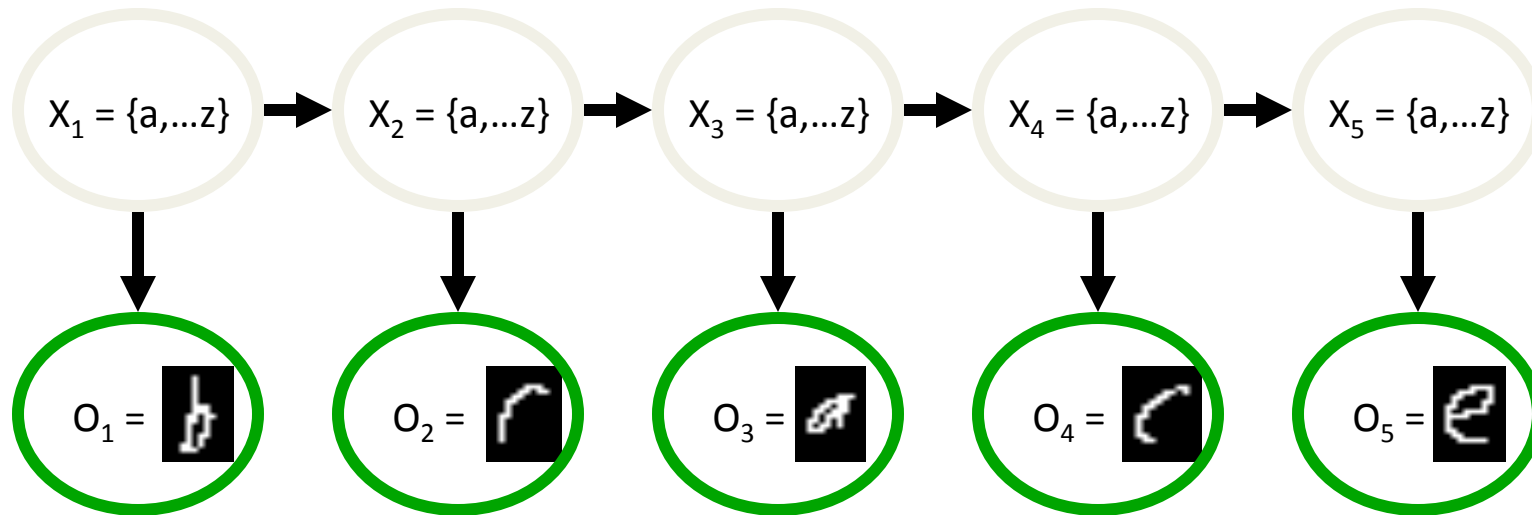 X₁ = {a,...z} X₂ = {a,...z} X₃ = {a,...z} X₄ = {a,...z} X₅ = {a,...z}
O₁ = b O₂ = r O₃ = a O₄ = c O₅ = e